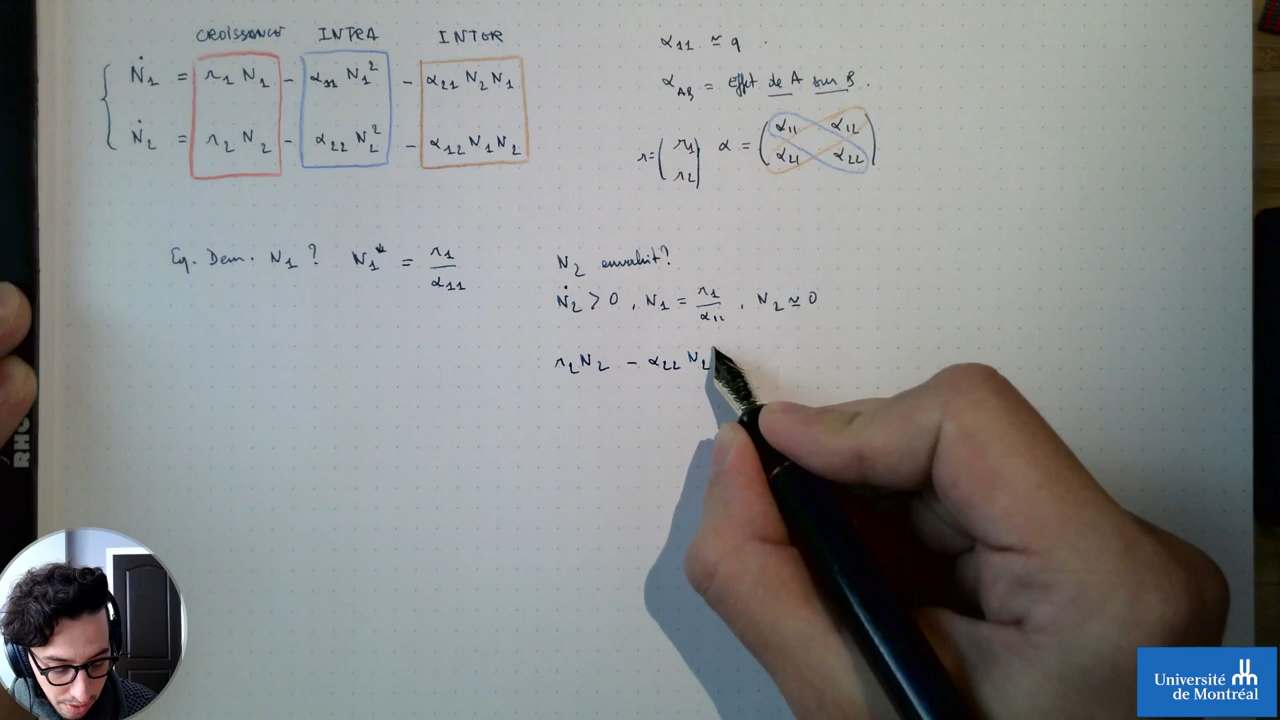 CROISSANCE INTRA INTER
Ṅ₁ = r₁ N₁ - α₁₁ N₁² - α₂₁ N₂ N₁
Ṅ₂ = r₂ N₂ - α₂₂ N₂² - α₁₂ N₁ N₂
α₁₁ ≃ q .
α_AB = effet de A sur B.
r = (r₁ r₂) α = (α₁₁ α₁₂
α₂₁ α₂₂)
Eq. Dem. N₁ ? N₁* = r₁ / α₁₁
N₂ envahit?
Ṅ₂ > 0 , N₁ = r₁ / α₁₁ , N₂ ≃ 0
r₂ N₂ - α₂₂ N₂
Université
de Montréal